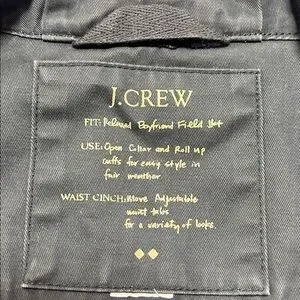 J.CREW
FIT: Relaxed Boyfriend Field Jkt
USE: Open Collar and Roll up
cuffs for easy style in
fair weather
WAIST CINCH: Move Adjustable
waist tabs
for a variety of looks.